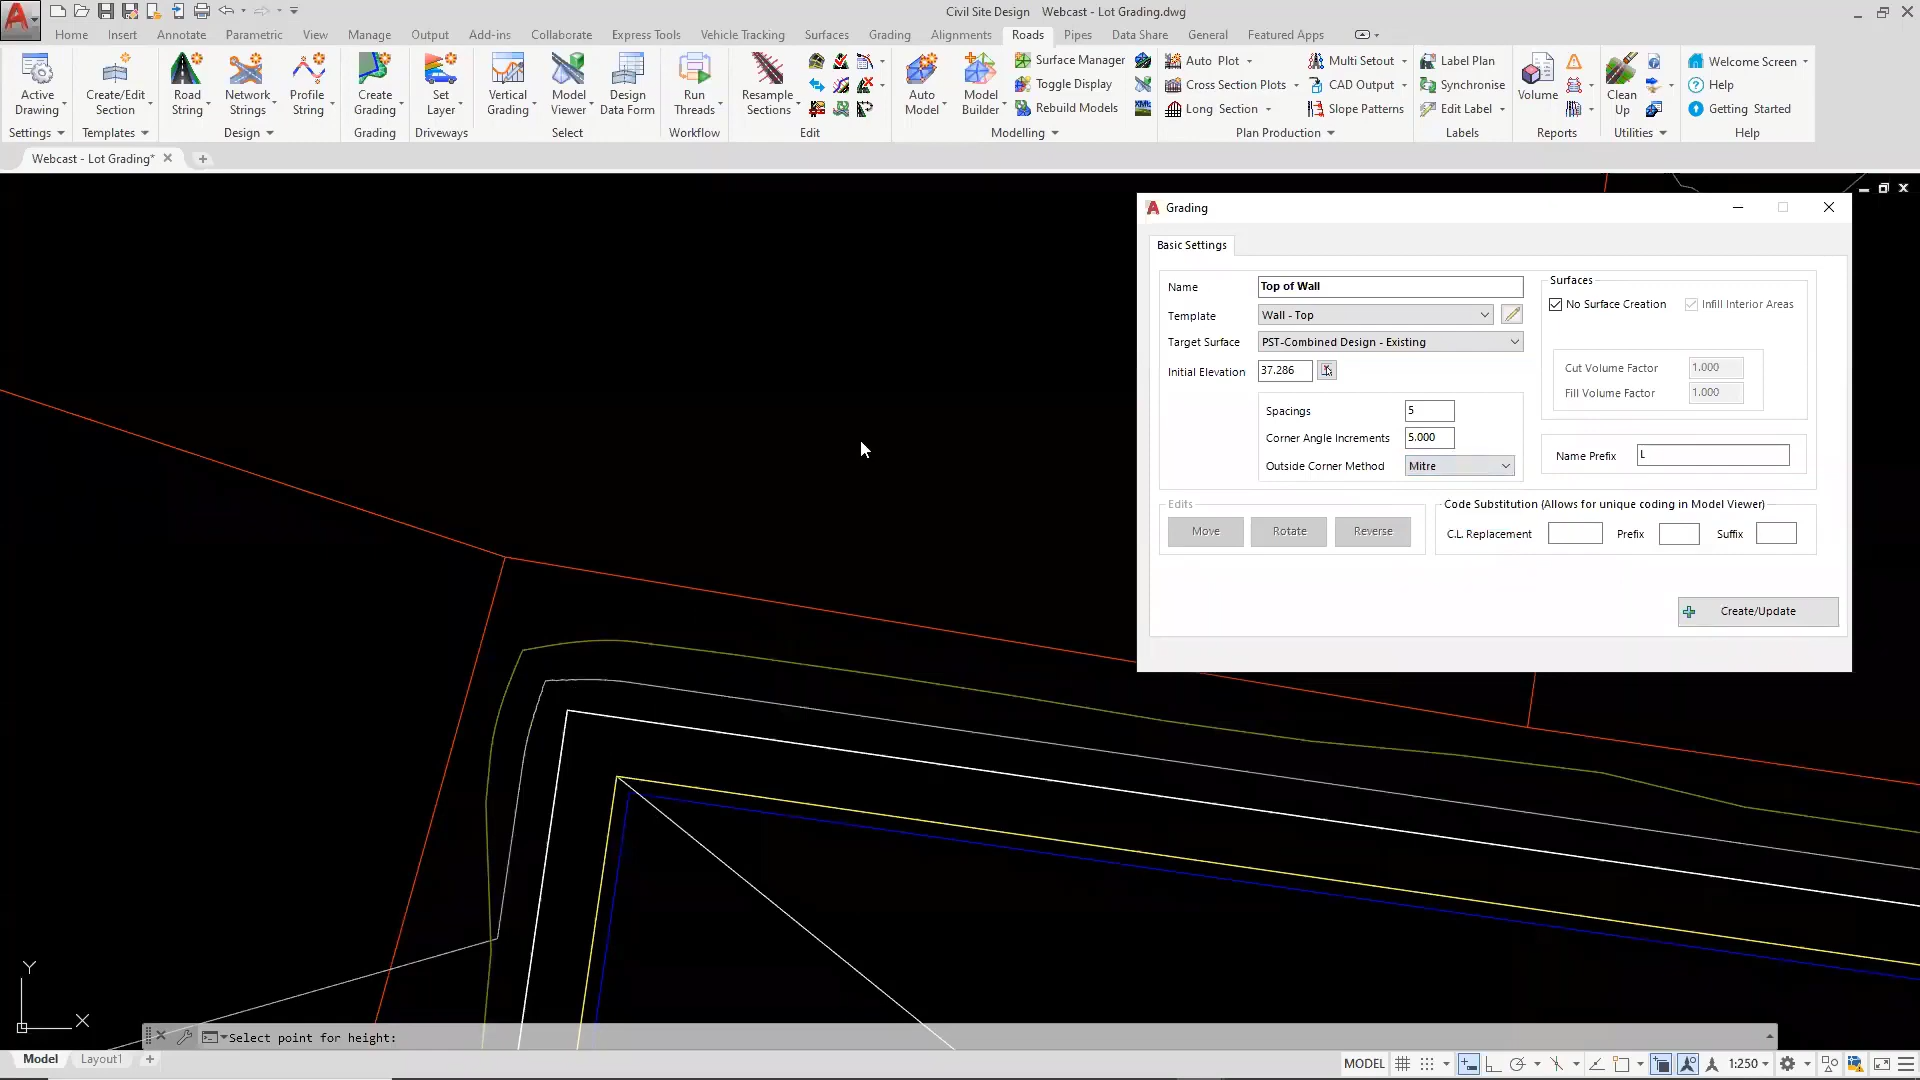 A
Civil Site Design   Webcast - Lot Grading.dwg
Home Insert Annotate Parametric View Manage Output Add-ins Collaborate Express Tools Vehicle Tracking Surfaces Grading Alignments Roads Pipes Data Share General Featured Apps
Active Drawing
Create/Edit Section
Road String
Network Strings
Profile String
Create Grading
Set Layer
Vertical Grading
Model Viewer
Design Data Form
Run Threads
Resample Sections
Auto Model
Model Builder
Surface Manager
Toggle Display
Rebuild Models
XML
Auto Plot
Cross Section Plots
Long Section
Multi Setout
CAD Output
Slope Patterns
Label Plan
Synchronise
Edit Label
Volume
Clean Up
Welcome Screen
Help
Getting Started
Settings Templates Design Grading Driveways Select Workflow Edit Modelling Plan Production Labels Reports Utilities Help
Webcast - Lot Grading*
Grading
Basic Settings
Name Top of Wall
Template Wall - Top
Target Surface PST-Combined Design - Existing
Initial Elevation 37.286
Spacings 5
Corner Angle Increments 5.000
Outside Corner Method Mitre
Surfaces
No Surface Creation Infill Interior Areas
Cut Volume Factor 1.000
Fill Volume Factor 1.000
Name Prefix L
Edits
Move Rotate Reverse
Code Substitution (Allows for unique coding in Model Viewer)
C.L. Replacement Prefix Suffix
Create/Update
Y
X
Select point for height:
Model Layout1
MODEL 1:250